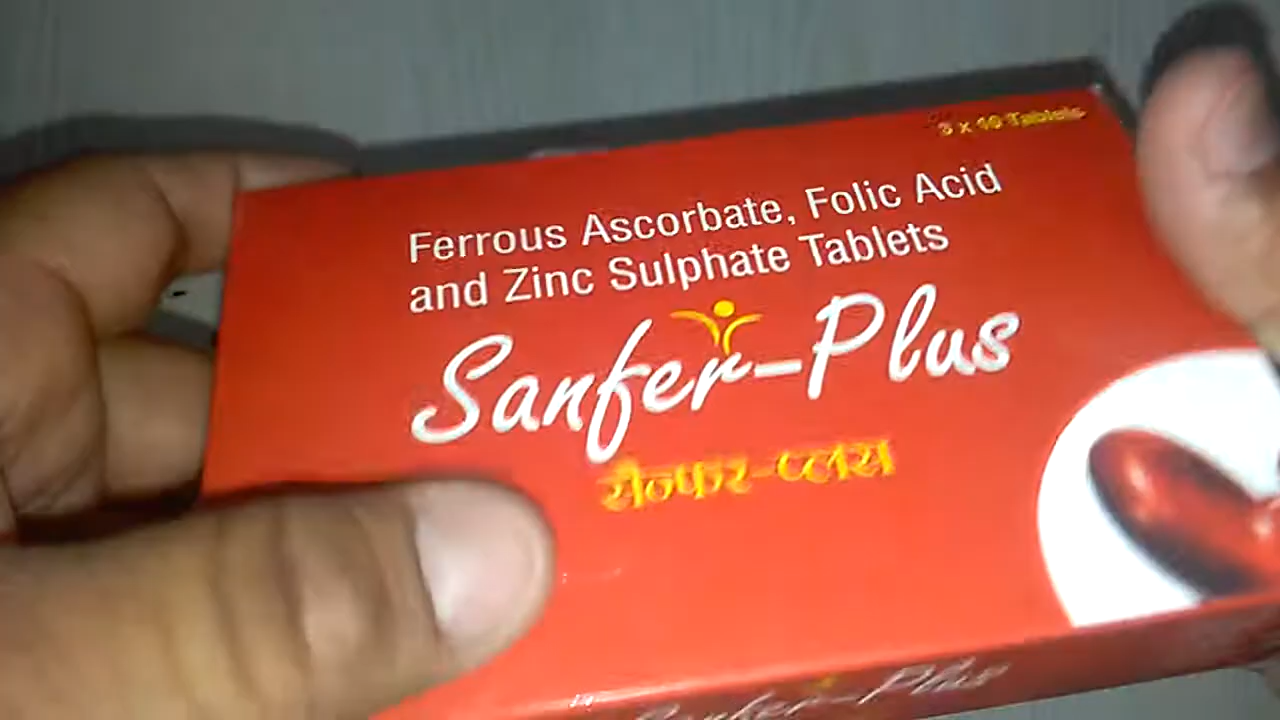 3 x 10 Tablets
Ferrous Ascorbate, Folic Acid
and Zinc Sulphate Tablets
Sanfer-Plus
सैनफर-प्लस
Sanfer-Plus